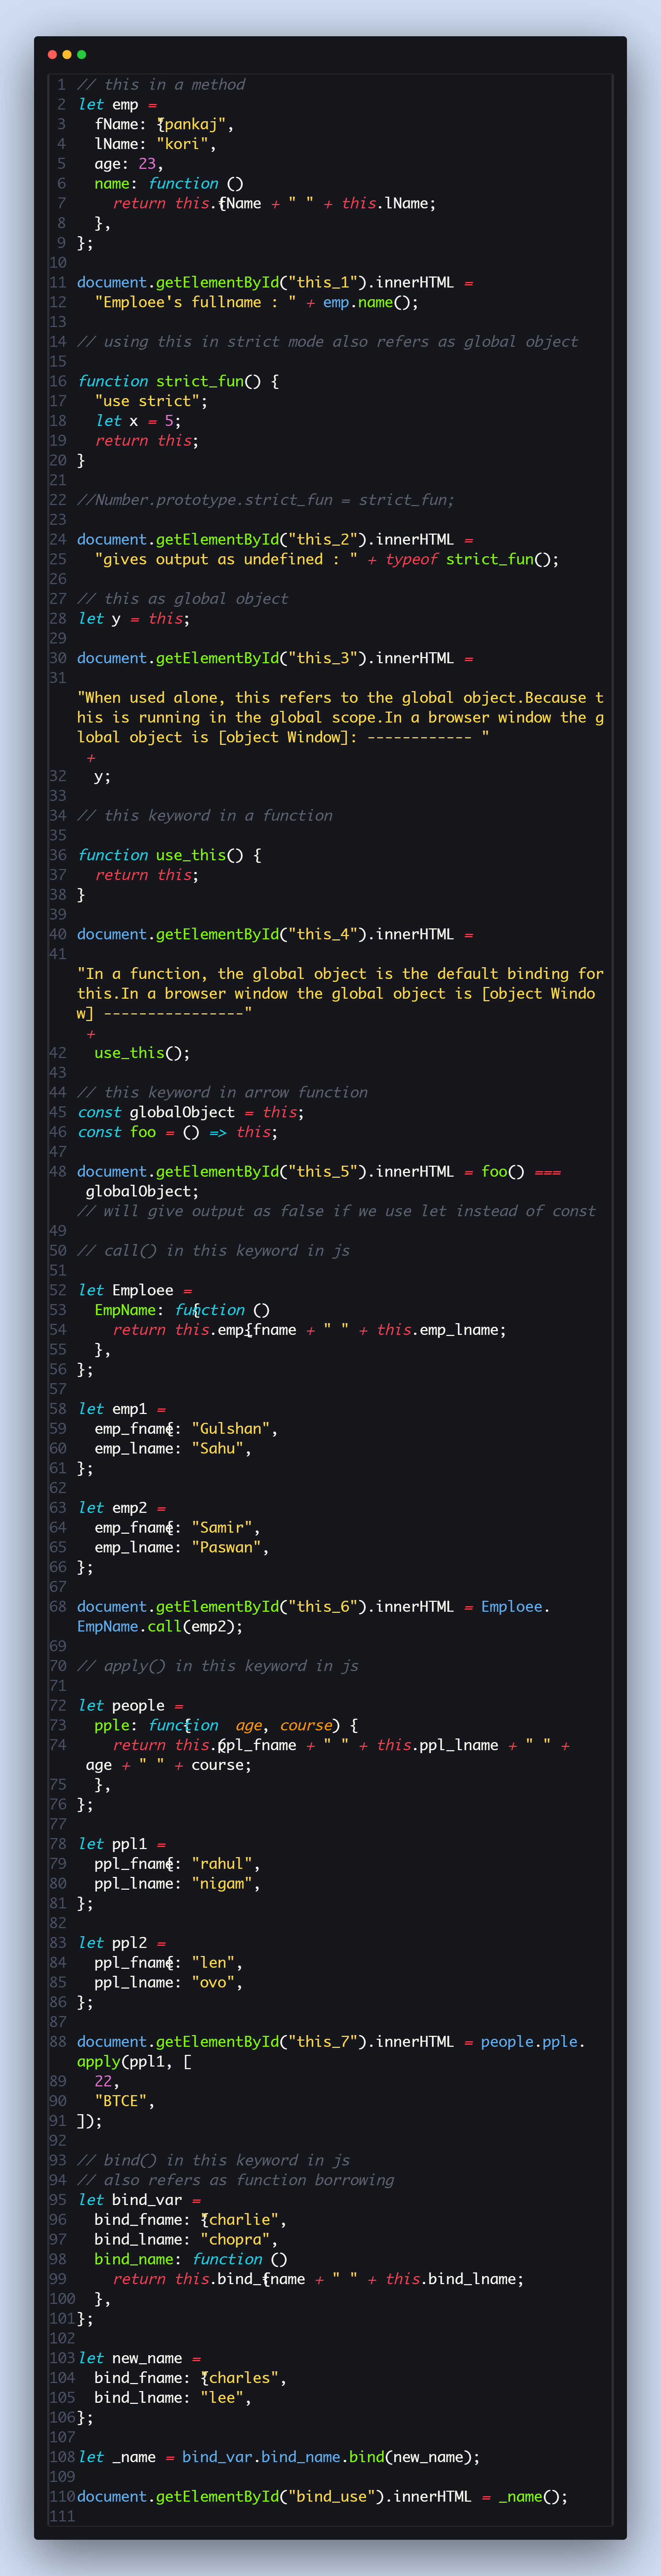 1 // this in a method
2 let emp = {
3 fName: "pankaj",
4 lName: "kori",
5 age: 23,
6 name: function () {
7 return this.fName + " " + this.lName;
8 },
9 };
10
11 document.getElementById("this_1").innerHTML =
12 "Emploee's fullname : " + emp.name();
13
14 // using this in strict mode also refers as global object
15
16 function strict_fun() {
17 "use strict";
18 let x = 5;
19 return this;
20 }
21
22 //Number.prototype.strict_fun = strict_fun;
23
24 document.getElementById("this_2").innerHTML =
25 "gives output as undefined : " + typeof strict_fun();
26
27 // this as global object
28 let y = this;
29
30 document.getElementById("this_3").innerHTML =
31
"When used alone, this refers to the global object.Because t
his is running in the global scope.In a browser window the g
lobal object is [object Window]: ------------ "
+
32 y;
33
34 // this keyword in a function
35
36 function use_this() {
37 return this;
38 }
39
40 document.getElementById("this_4").innerHTML =
41
"In a function, the global object is the default binding for
this.In a browser window the global object is [object Windo
w] ----------------"
+
42 use_this();
43
44 // this keyword in arrow function
45 const globalObject = this;
46 const foo = () => this;
47
48 document.getElementById("this_5").innerHTML = foo() ===
globalObject;
// will give output as false if we use let instead of const
49
50 // call() in this keyword in js
51
52 let Emploee = {
53 EmpName: function () {
54 return this.emp_fname + " " + this.emp_lname;
55 },
56 };
57
58 let emp1 = {
59 emp_fname: "Gulshan",
60 emp_lname: "Sahu",
61 };
62
63 let emp2 = {
64 emp_fname: "Samir",
65 emp_lname: "Paswan",
66 };
67
68 document.getElementById("this_6").innerHTML = Emploee.
EmpName.call(emp2);
69
70 // apply() in this keyword in js
71
72 let people = {
73 pple: function (age, course) {
74 return this.ppl_fname + " " + this.ppl_lname + " " +
age + " " + course;
75 },
76 };
77
78 let ppl1 = {
79 ppl_fname: "rahul",
80 ppl_lname: "nigam",
81 };
82
83 let ppl2 = {
84 ppl_fname: "len",
85 ppl_lname: "ovo",
86 };
87
88 document.getElementById("this_7").innerHTML = people.pple.
apply(ppl1, [
89 22,
90 "BTCE",
91 ]);
92
93 // bind() in this keyword in js
94 // also refers as function borrowing
95 let bind_var = {
96 bind_fname: "charlie",
97 bind_lname: "chopra",
98 bind_name: function () {
99 return this.bind_fname + " " + this.bind_lname;
100 },
101 };
102
103 let new_name = {
104 bind_fname: "charles",
105 bind_lname: "lee",
106 };
107
108 let _name = bind_var.bind_name.bind(new_name);
109
110 document.getElementById("bind_use").innerHTML = _name();
111